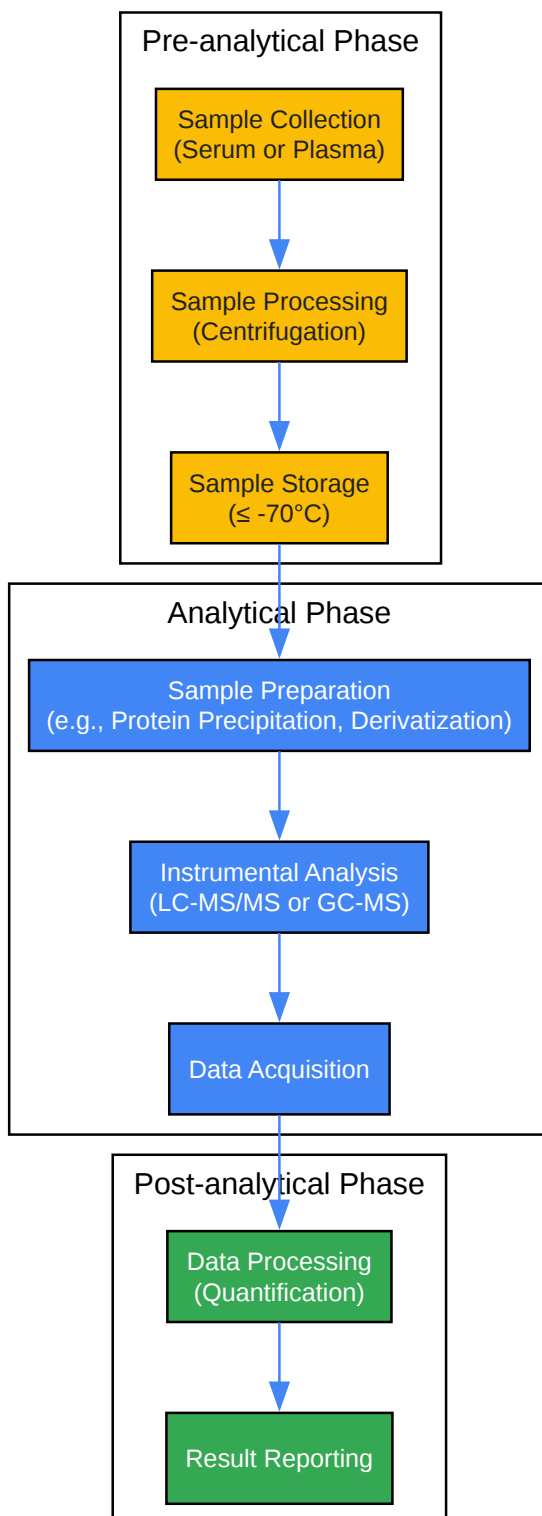 Pre-analytical Phase
Sample Collection
(Serum or Plasma)
Sample Processing
(Centrifugation)
Sample Storage
(≤ -70°C)
Analytical Phase
Sample Preparation
(e.g., Protein Precipitation, Derivatization)
Instrumental Analysis
(LC-MS/MS or GC-MS)
Data Acquisition
Post-analytical Phase
Data Processing
(Quantification)
Result Reporting